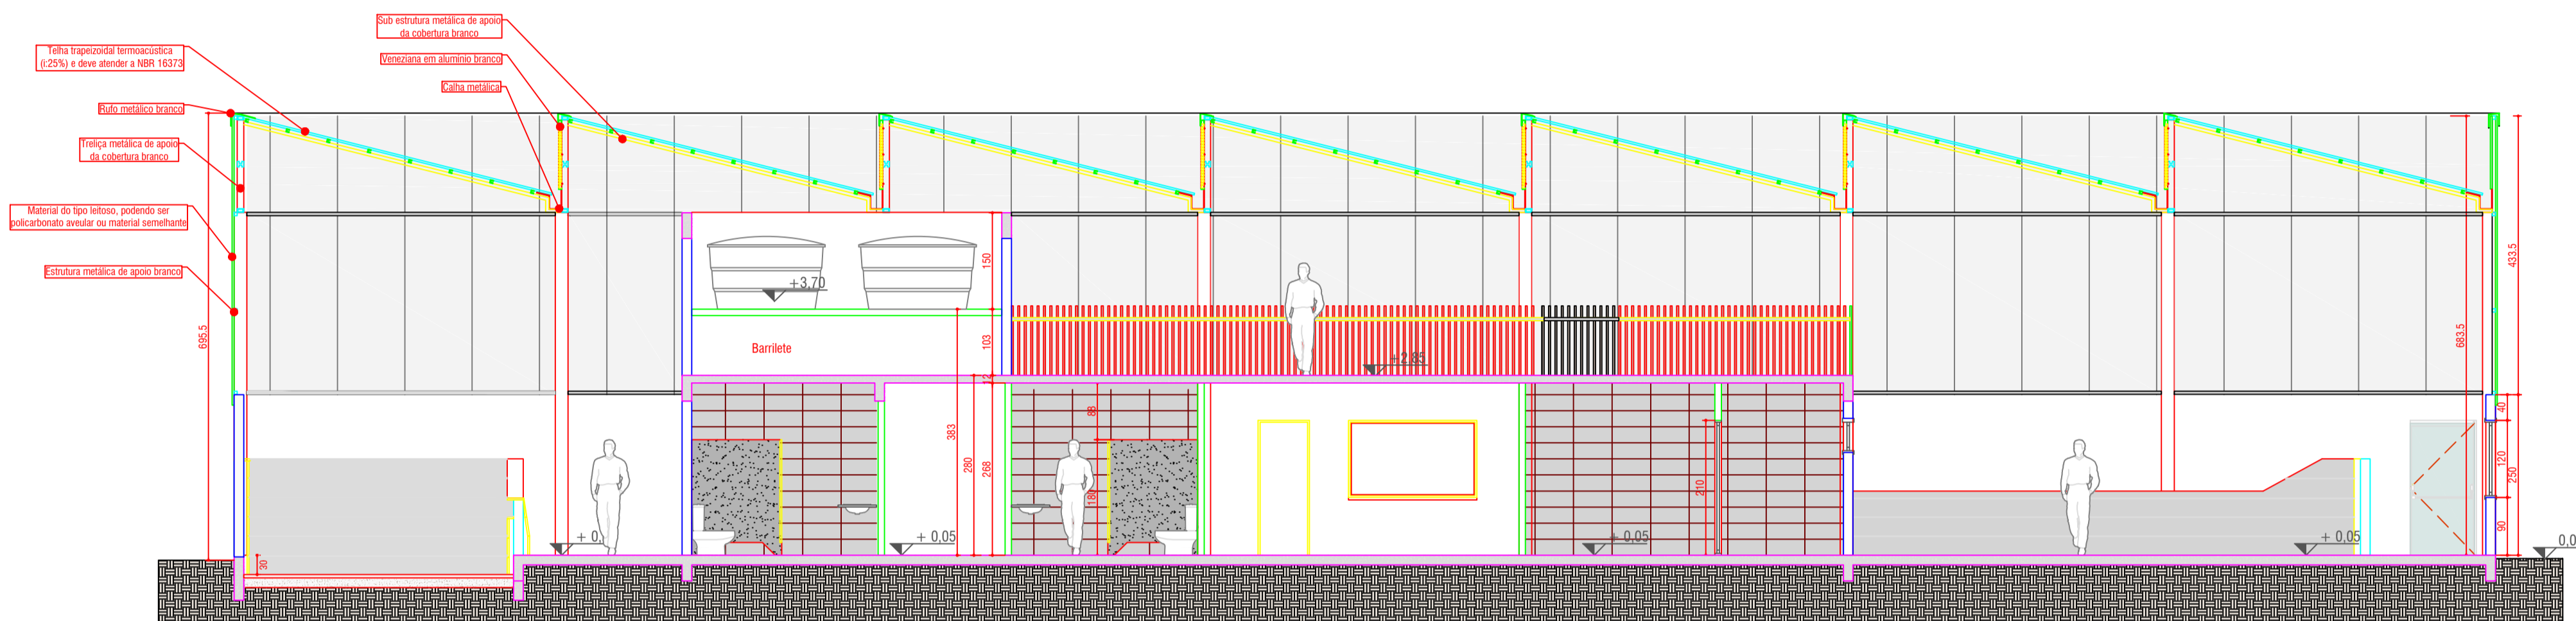 Sub estrutura metálica de apoio
da cobertura branco
Telha trapeizoidal termoacústica
(i:25%) e deve atender a NBR 16373
Veneziana em alumínio branco
Calha metálica
Rufo metálico branco
Treliça metálica de apoio
da cobertura branco
Material do tipo leitoso, podendo ser
policarbonato aveular ou material semelhante
Estrutura metálica de apoio branco
695.5
30
+3,70
150
103
12
Barrilete
383
280
268
88
+2,85
210
683.5
433.5
40
120
250
90
+ 0,05
+ 0,05
+ 0,05